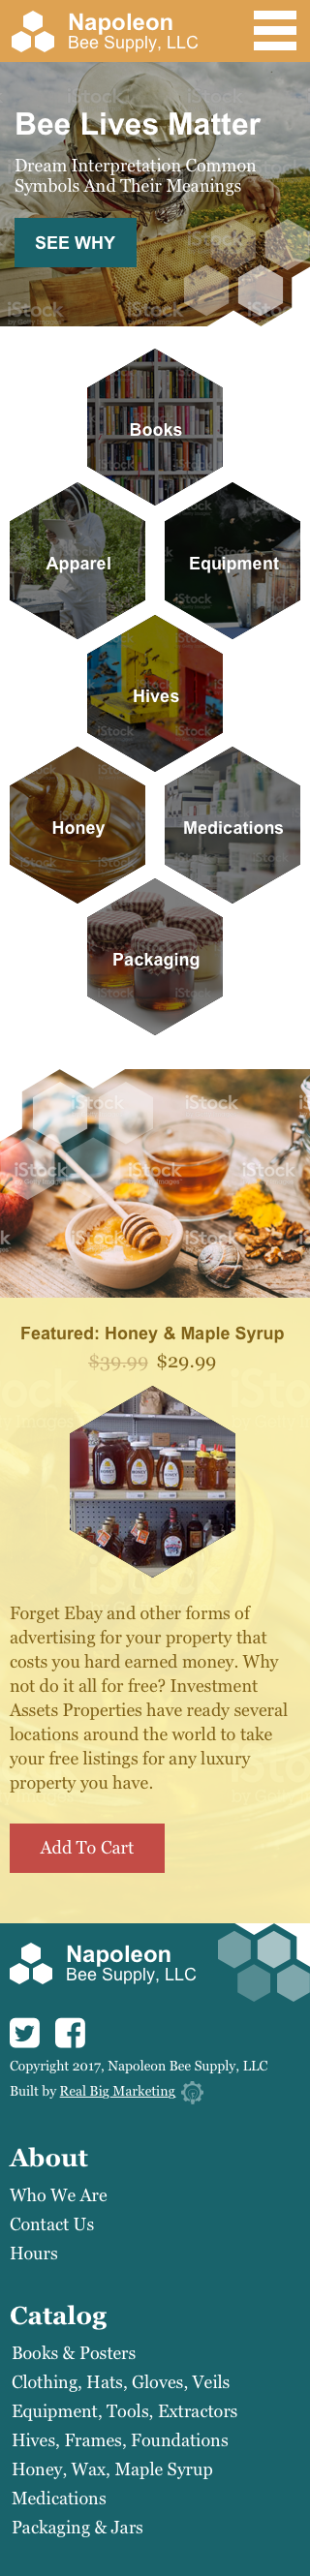 Napoleon
Bee Supply, LLC
Bee Lives Matter
Dream Interpretation Common
Symbols And Their Meanings
SEE WHY
Books
Apparel
Equipment
Hives
Honey
Medications
Packaging
Featured: Honey & Maple Syrup
$39.99 $29.99
Forget Ebay and other forms of
advertising for your property that
costs you hard earned money. Why
not do it all for free? Investment
Assets Properties have ready several
locations around the world to take
your free listings for any luxury
property you have.
Add To Cart
Napoleon
Bee Supply, LLC
Copyright 2017, Napoleon Bee Supply, LLC
Built by Real Big Marketing
About
Who We Are
Contact Us
Hours
Catalog
Books & Posters
Clothing, Hats, Gloves, Veils
Equipment, Tools, Extractors
Hives, Frames, Foundations
Honey, Wax, Maple Syrup
Medications
Packaging & Jars